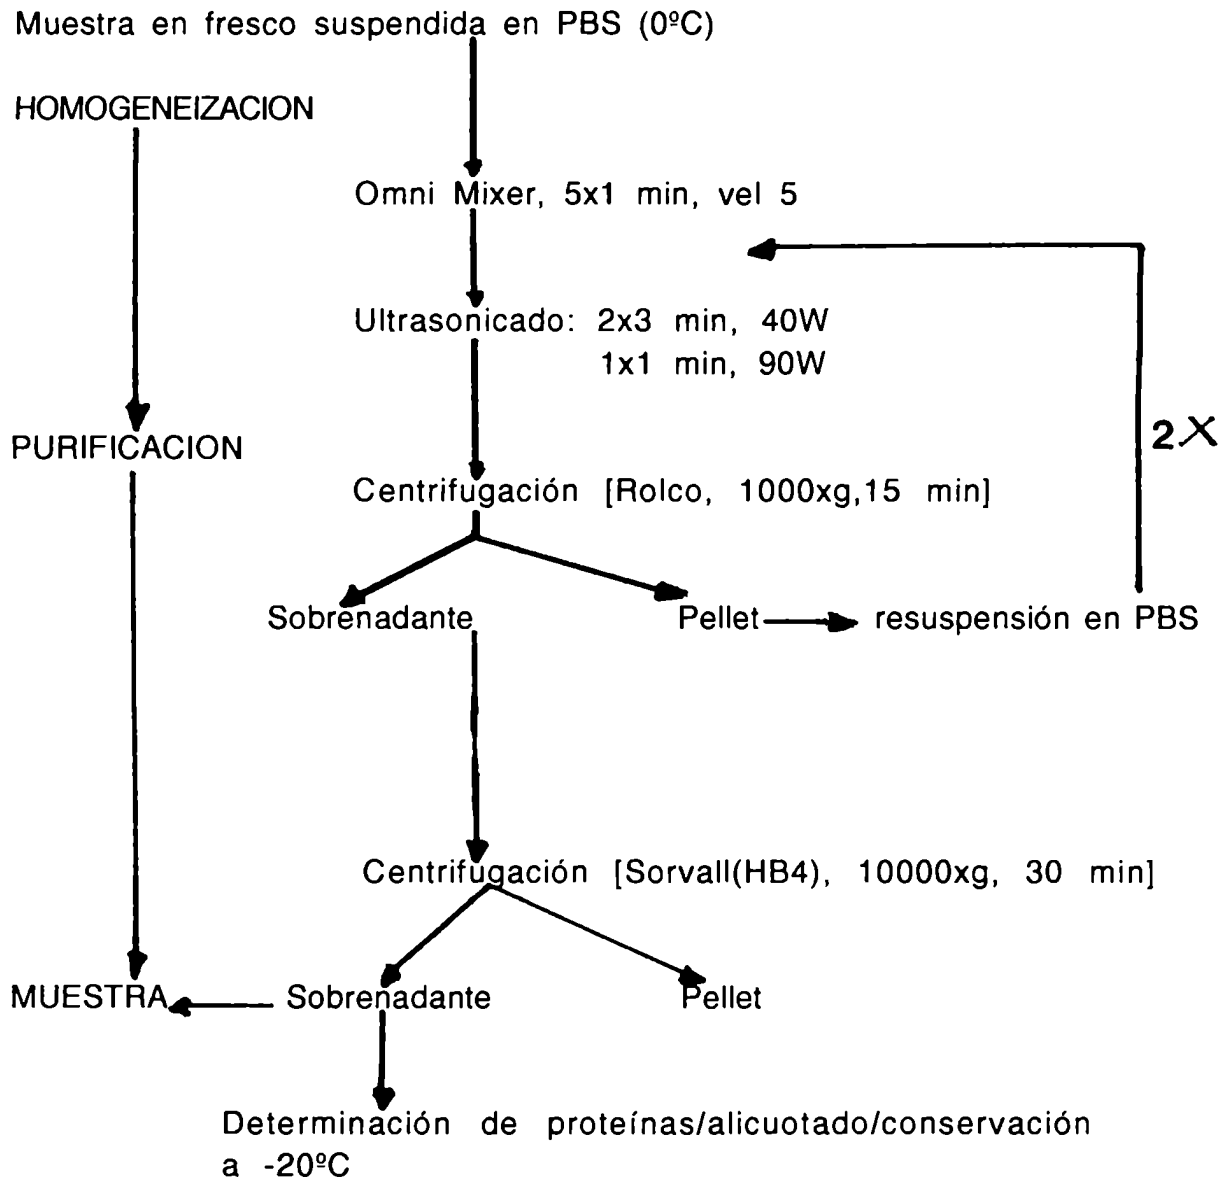 Muestra en fresco suspendida en PBS (0ºC)
HOMOGENEIZACION
Omni Mixer, 5x1 min, vel 5
Ultrasonicado: 2x3 min, 40W
1x1 min, 90W
2X
PURIFICACION
Centrifugación [Rolco, 1000xg,15 min]
Sobrenadante
Pellet
resuspensión en PBS
Centrifugación [Sorvall(HB4), 10000xg, 30 min]
MUESTRA
Sobrenadante
Pellet
Determinación de proteínas/alicuotado/conservación
a -20ºC